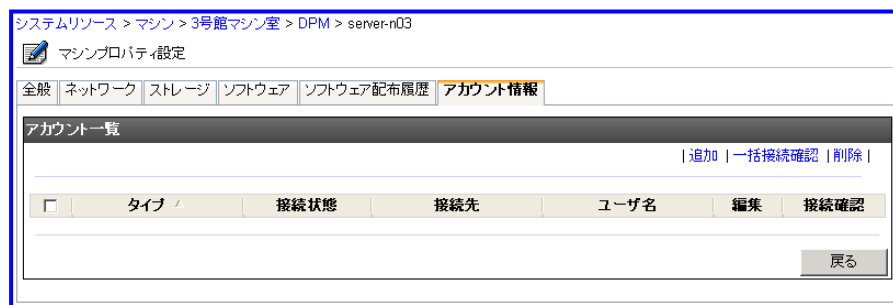 システムリソース > マシン > 3号館マシン室 > DPM > server-n03
マシンプロパティ設定
全般 ネットワーク ストレージ ソフトウェア ソフトウェア配布履歴 アカウント情報
アカウント一覧
| 追加 | 一括接続確認 | 削除 |
タイプ 接続状態 接続先 ユーザ名 編集 接続確認
戻る